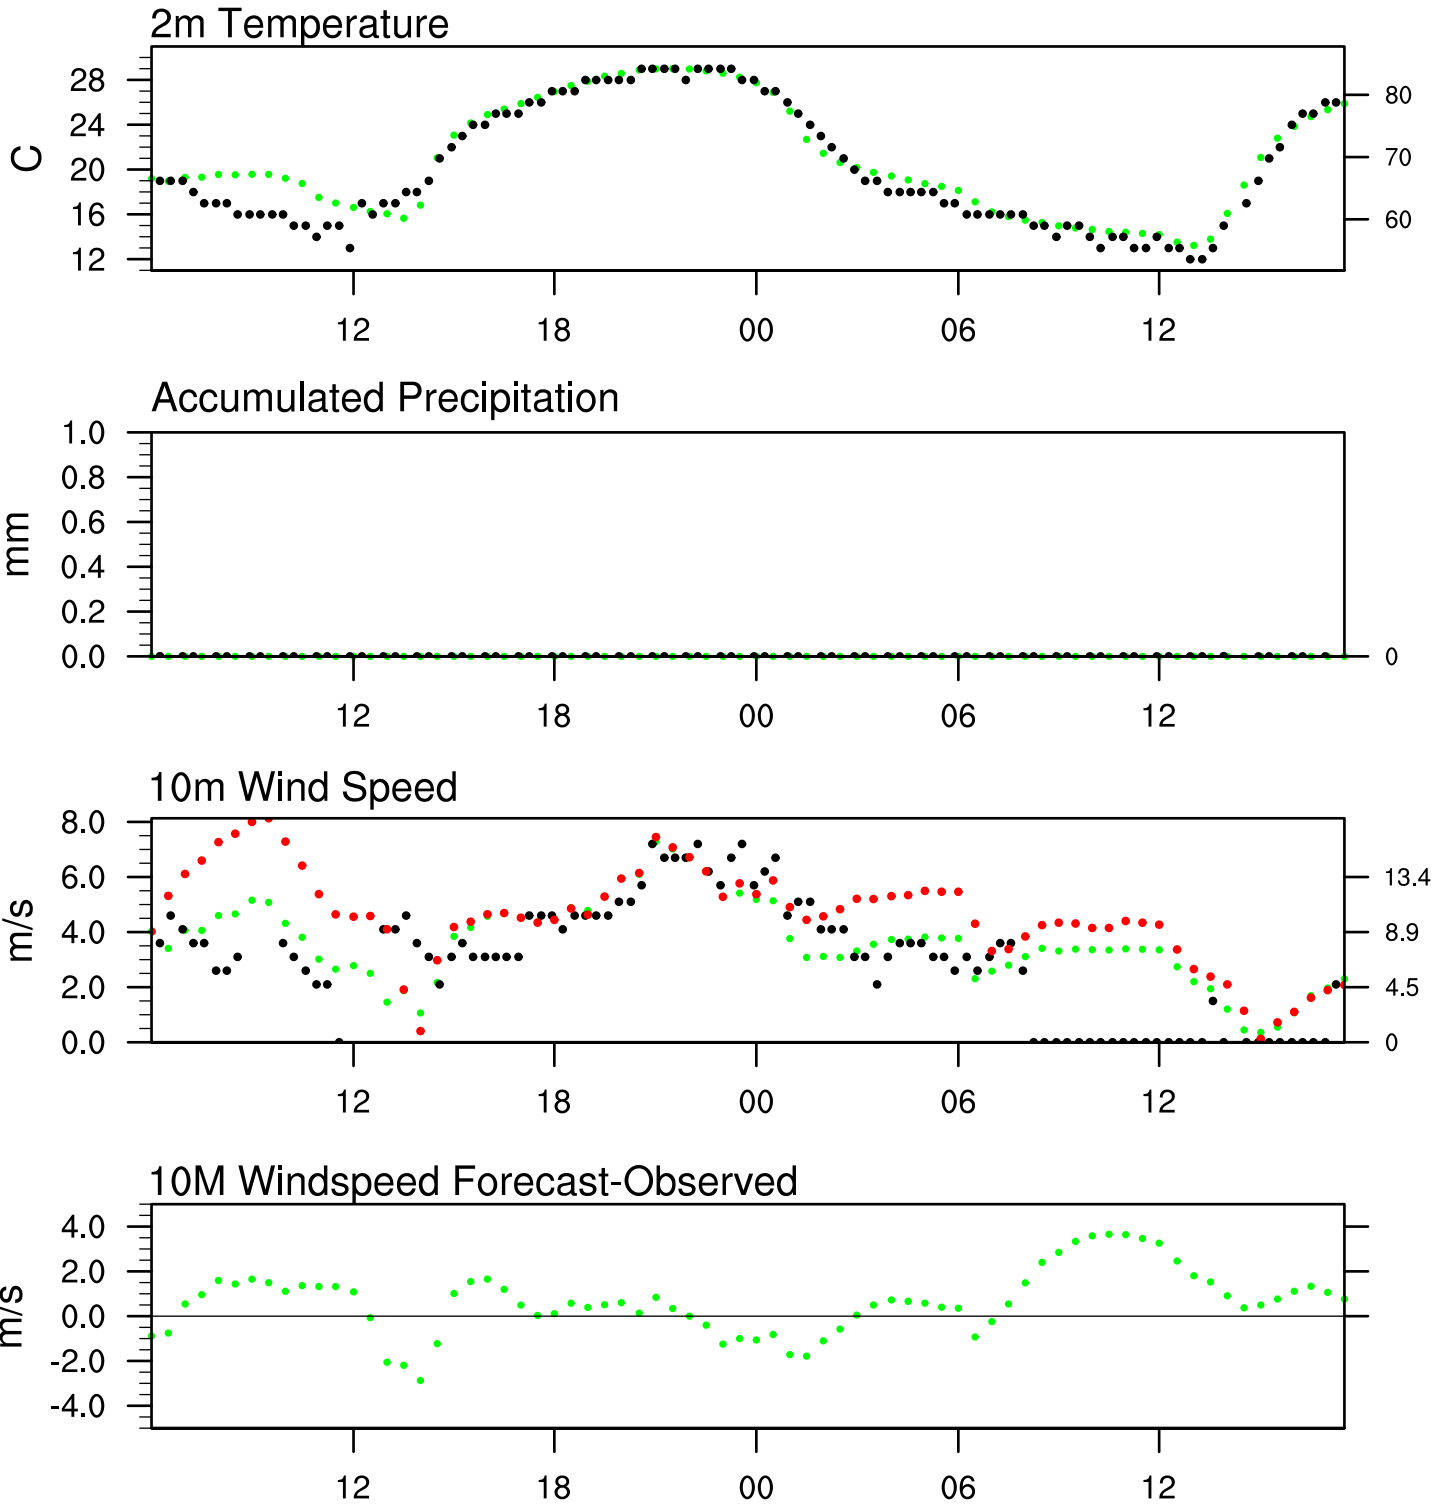 2m Temperature
28
24
20
16
12
C
80
70
60
12 18 00 06 12
Accumulated Precipitation
1.0
0.8
0.6
0.4
0.2
0.0
mm
0
12 18 00 06 12
10m Wind Speed
8.0
6.0
4.0
2.0
0.0
m/s
13.4
8.9
4.5
0
12 18 00 06 12
10M Windspeed Forecast-Observed
4.0
2.0
0.0
-2.0
-4.0
m/s
12 18 00 06 12